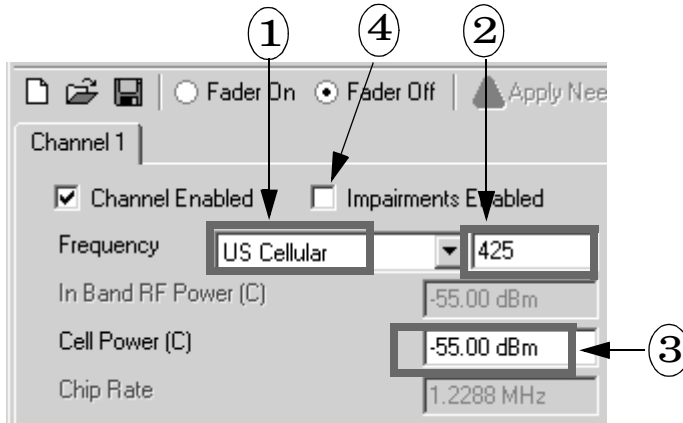 1 4 2
Fader On Fader Off Apply Nee
Channel 1
Channel Enabled Impairments Enabled
Frequency US Cellular 425
In Band RF Power (C) -55.00 dBm
Cell Power (C) -55.00 dBm 3
Chip Rate 1.2288 MHz